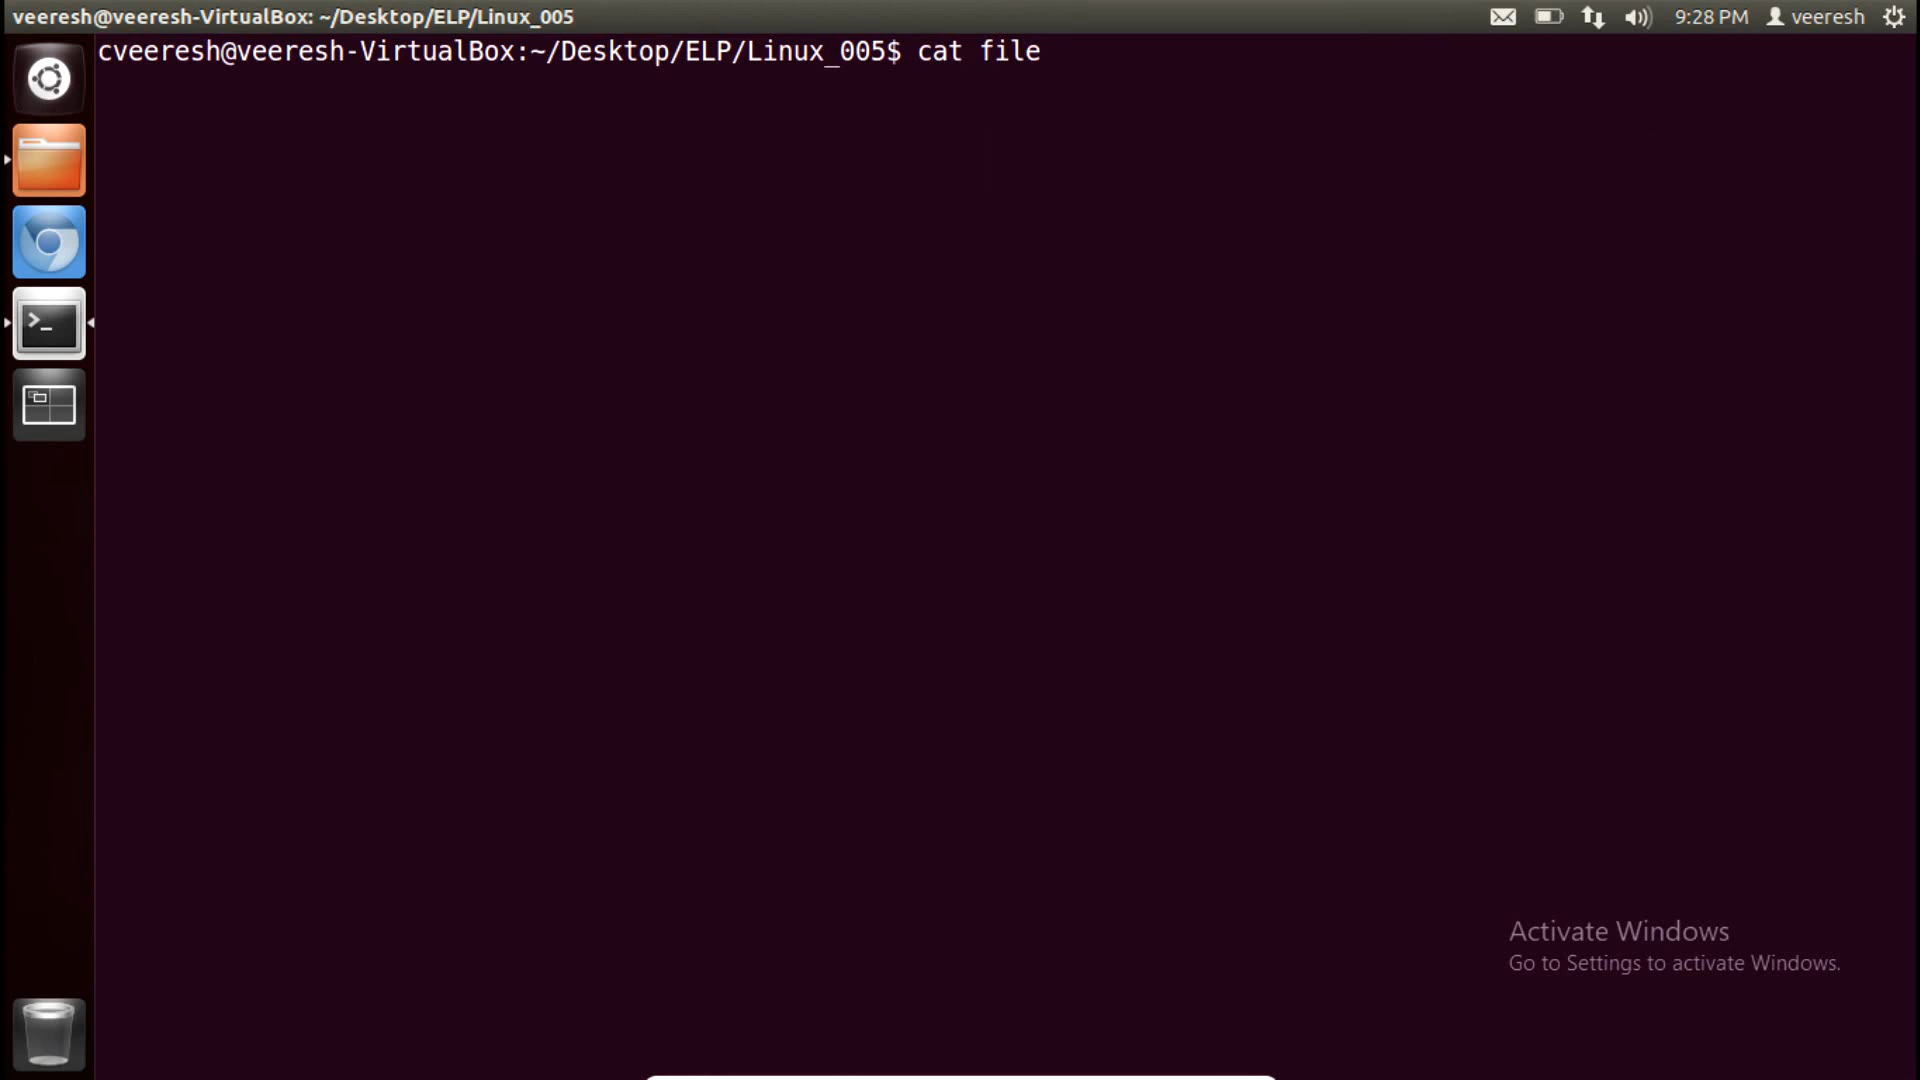 veeresh@veeresh-VirtualBox: ~/Desktop/ELP/Linux_005
9:28 PM
veeresh
cveeresh@veeresh-VirtualBox:~/Desktop/ELP/Linux_005$ cat file
>_
Activate Windows
Go to Settings to activate Windows.